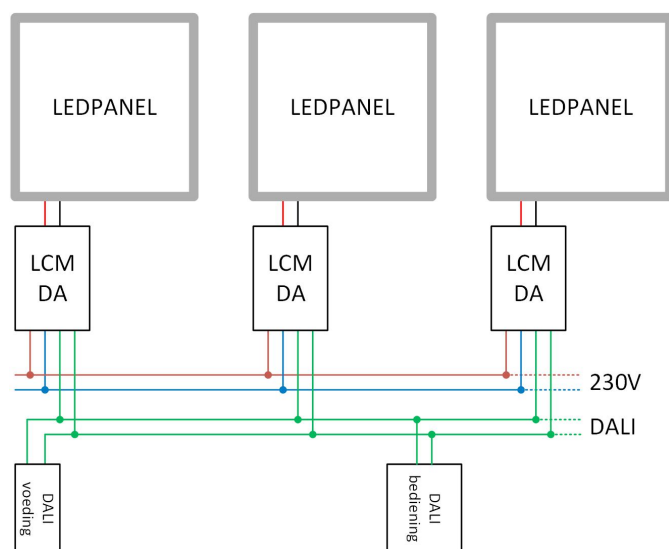 LEDPANEL
LEDPANEL
LEDPANEL
LCM
DA
LCM
DA
LCM
DA
230V
DALI
DALI
voeding
DALI
bediening